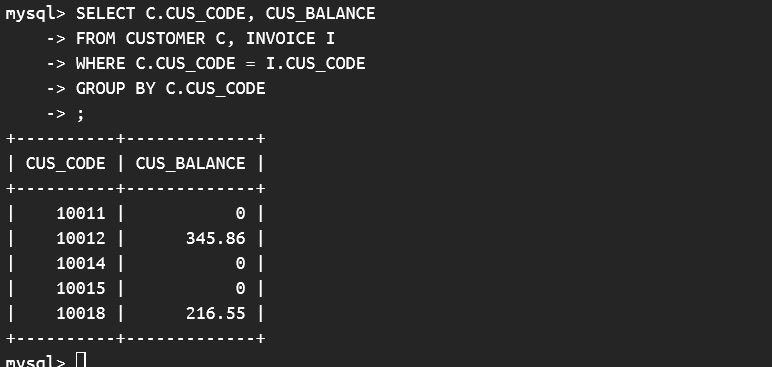 mysql> SELECT C.CUS_CODE, CUS_BALANCE
    -> FROM CUSTOMER C, INVOICE I
    -> WHERE C.CUS_CODE = I.CUS_CODE
    -> GROUP BY C.CUS_CODE
    -> ;
+----------+-------------+
| CUS_CODE | CUS_BALANCE |
+----------+-------------+
|    10011 |           0 |
|    10012 |      345.86 |
|    10014 |           0 |
|    10015 |           0 |
|    10018 |      216.55 |
+----------+-------------+
mysql>